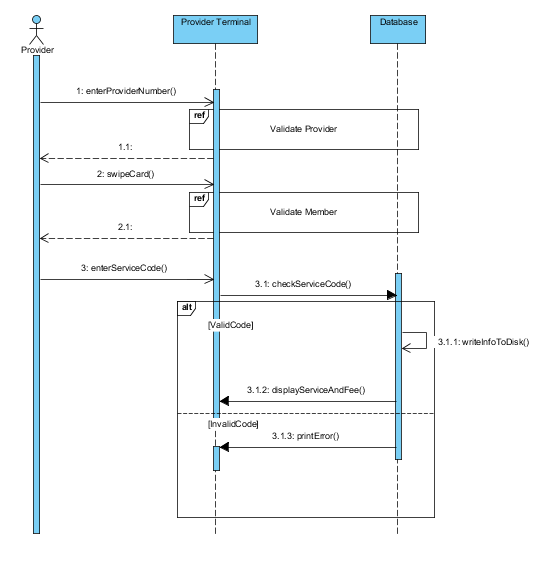 Provider Terminal
Database
Provider
1: enterProviderNumber()
ref
Validate Provider
1.1:
2: swipeCard()
ref
Validate Member
2.1:
3: enterServiceCode()
3.1: checkServiceCode()
alt
[ValidCode]
3.1.1: writeInfoToDisk()
3.1.2: displayServiceAndFee()
[InvalidCode]
3.1.3: printError()